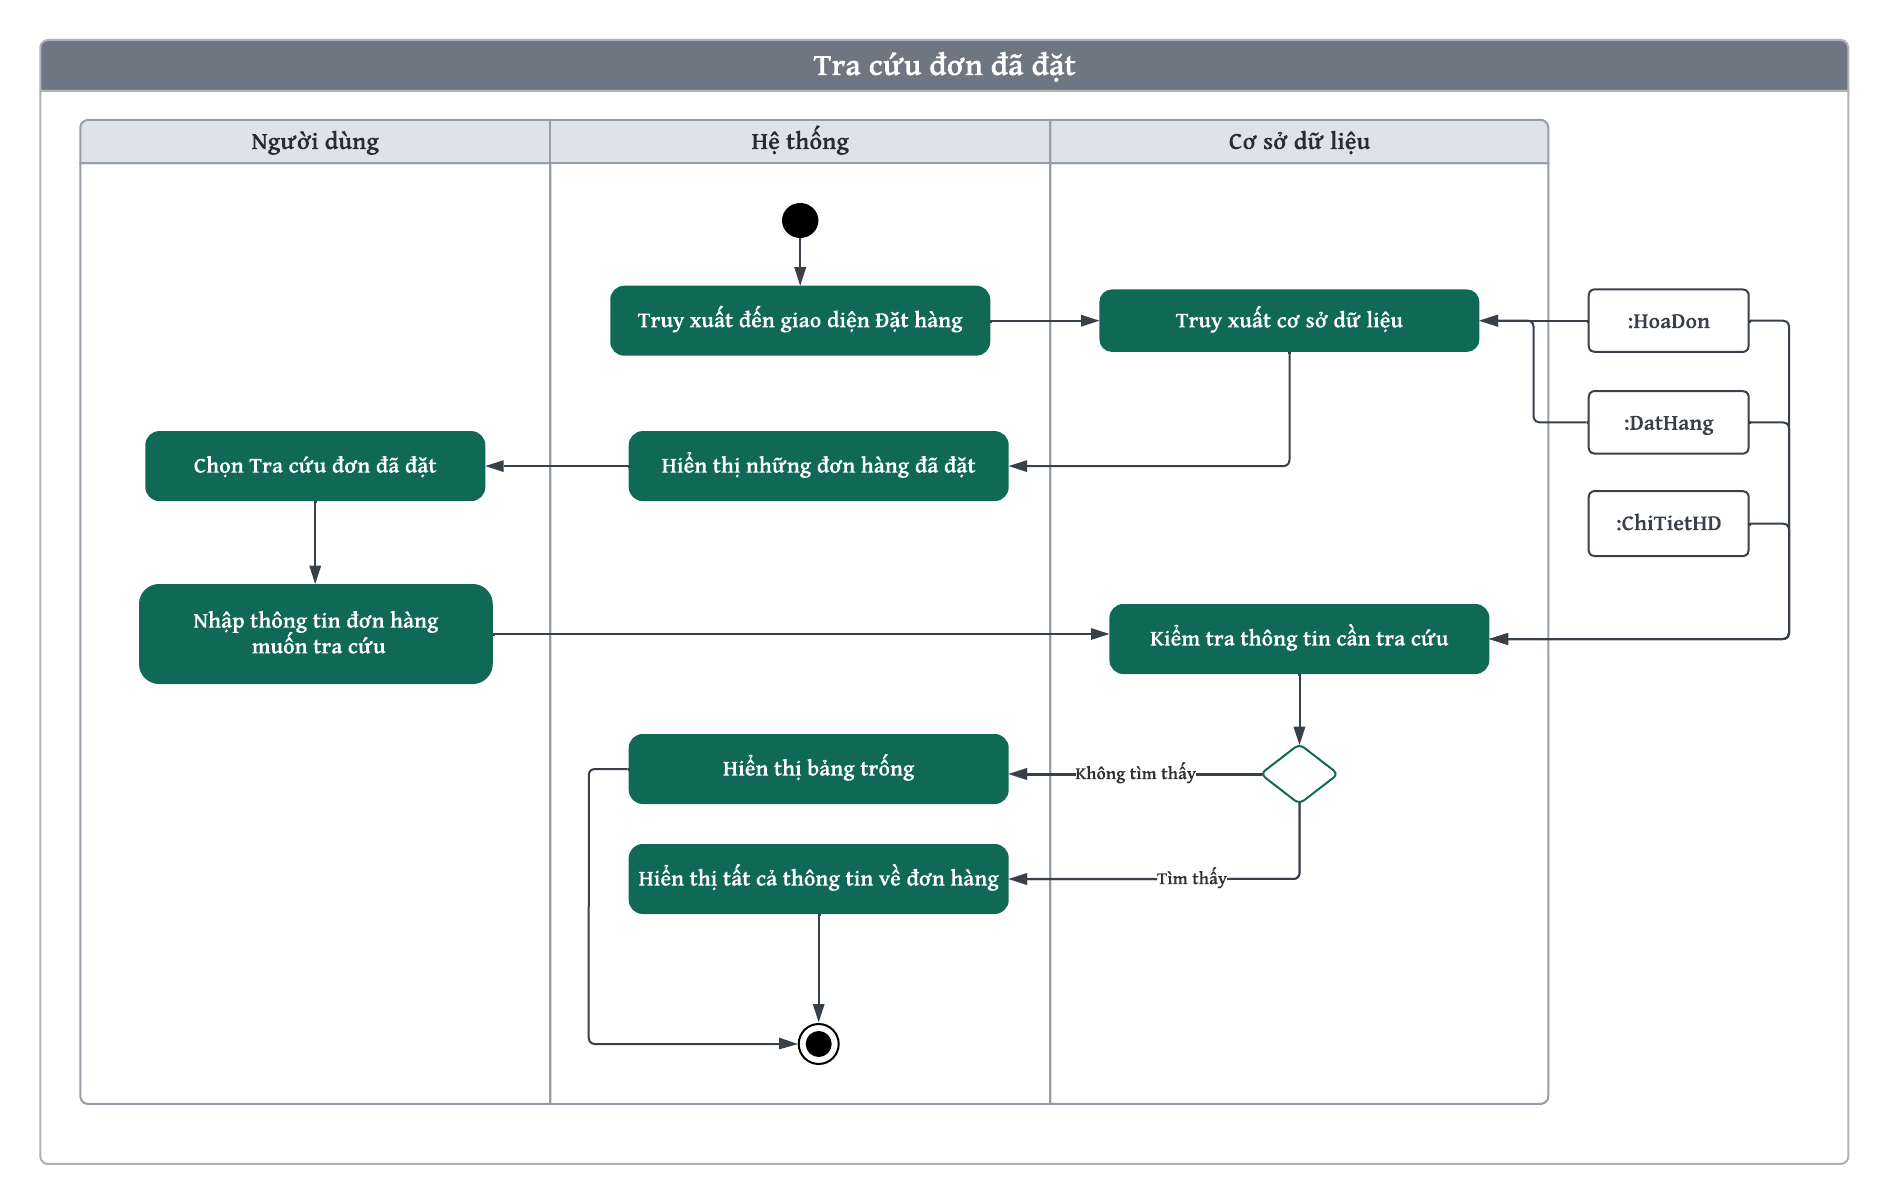 Tra cứu đơn đã đặt
Người dùng
Hệ thống
Cơ sở dữ liệu
Truy xuất đến giao diện Đặt hàng
Truy xuất cơ sở dữ liệu
:HoaDon
:DatHang
Chọn Tra cứu đơn đã đặt
Hiển thị những đơn hàng đã đặt
:ChiTietHD
Nhập thông tin đơn hàng
muốn tra cứu
Kiểm tra thông tin cần tra cứu
Hiển thị bảng trống
Không tìm thấy
Hiển thị tất cả thông tin về đơn hàng
Tìm thấy